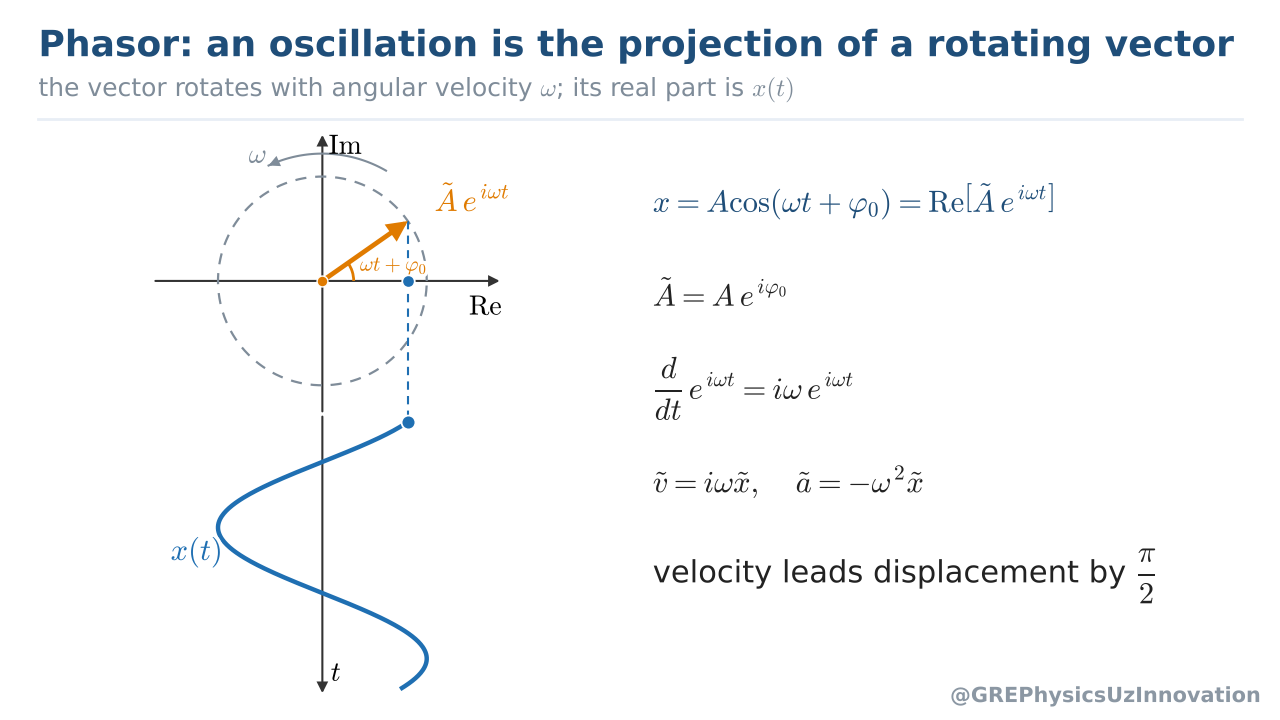 Phasor: an oscillation is the projection of a rotating vector
the vector rotates with angular velocity ω; its real part is x(t)
Im
ω
Ã e^{iωt}
ωt + φ₀
Re
x(t)
t
x = A cos(ωt + φ₀) = Re[Ã e^{iωt}]
Ã = A e^{iφ₀}
d/dt e^{iωt} = iω e^{iωt}
ṽ = iωx̃, ã = −ω²x̃
velocity leads displacement by π/2
@GREPhysicsUzInnovation